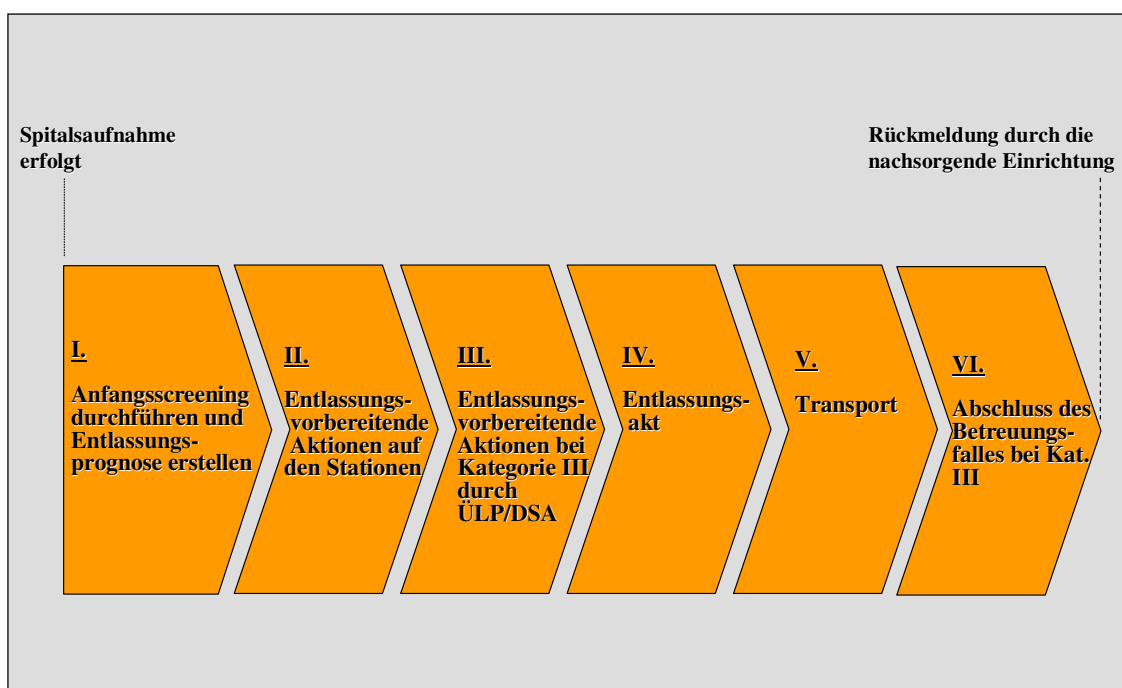 Spitalsaufnahme
erfolgt
Rückmeldung durch die
nachsorgende Einrichtung
I.
Anfangsscreening
durchführen und
Entlassungs-
prognose erstellen
II.
Entlassungs-
vorbereitende
Aktionen auf
den Stationen
III.
Entlassungs-
vorbereitende
Aktionen bei
Kategorie III
durch
ÜLP/DSA
IV.
Entlassungs-
akt
V.
Transport
VI.
Abschluss des
Betreuungs-
falles bei Kat.
III